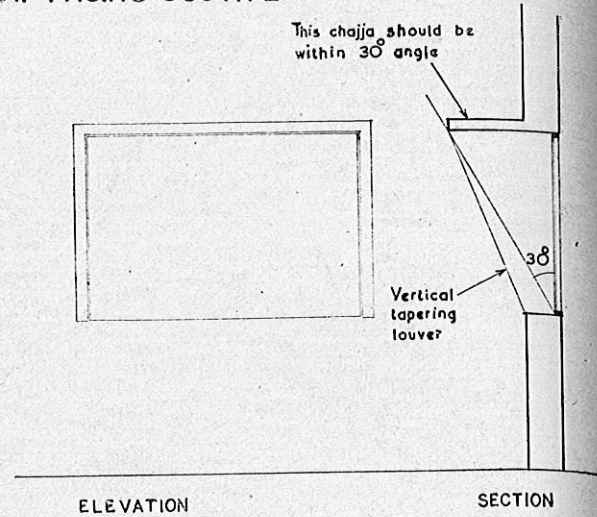 This chajja should be
within 30° angle
30°
Vertical
tapering
louver
ELEVATION
SECTION